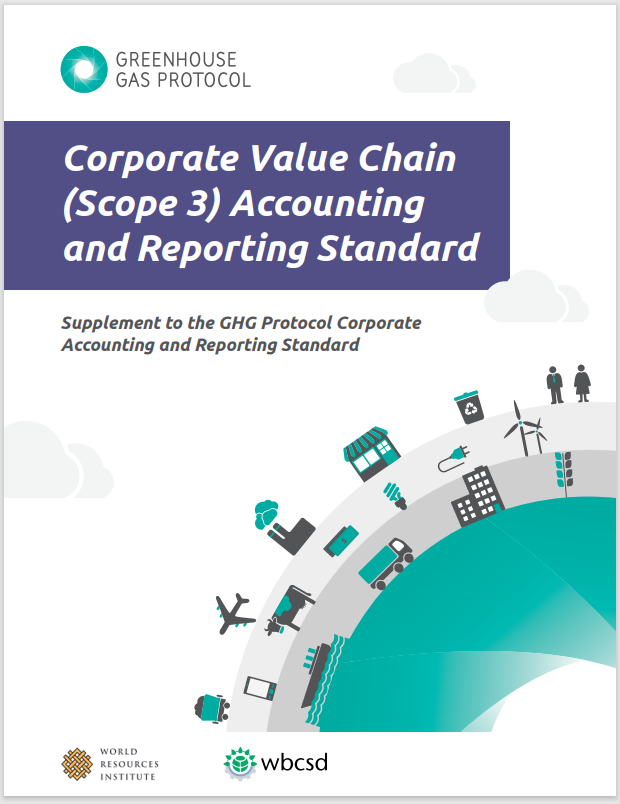 GREENHOUSE
GAS PROTOCOL
Corporate Value Chain
(Scope 3) Accounting
and Reporting Standard
Supplement to the GHG Protocol Corporate
Accounting and Reporting Standard
WORLD
RESOURCES
INSTITUTE
wbcsd